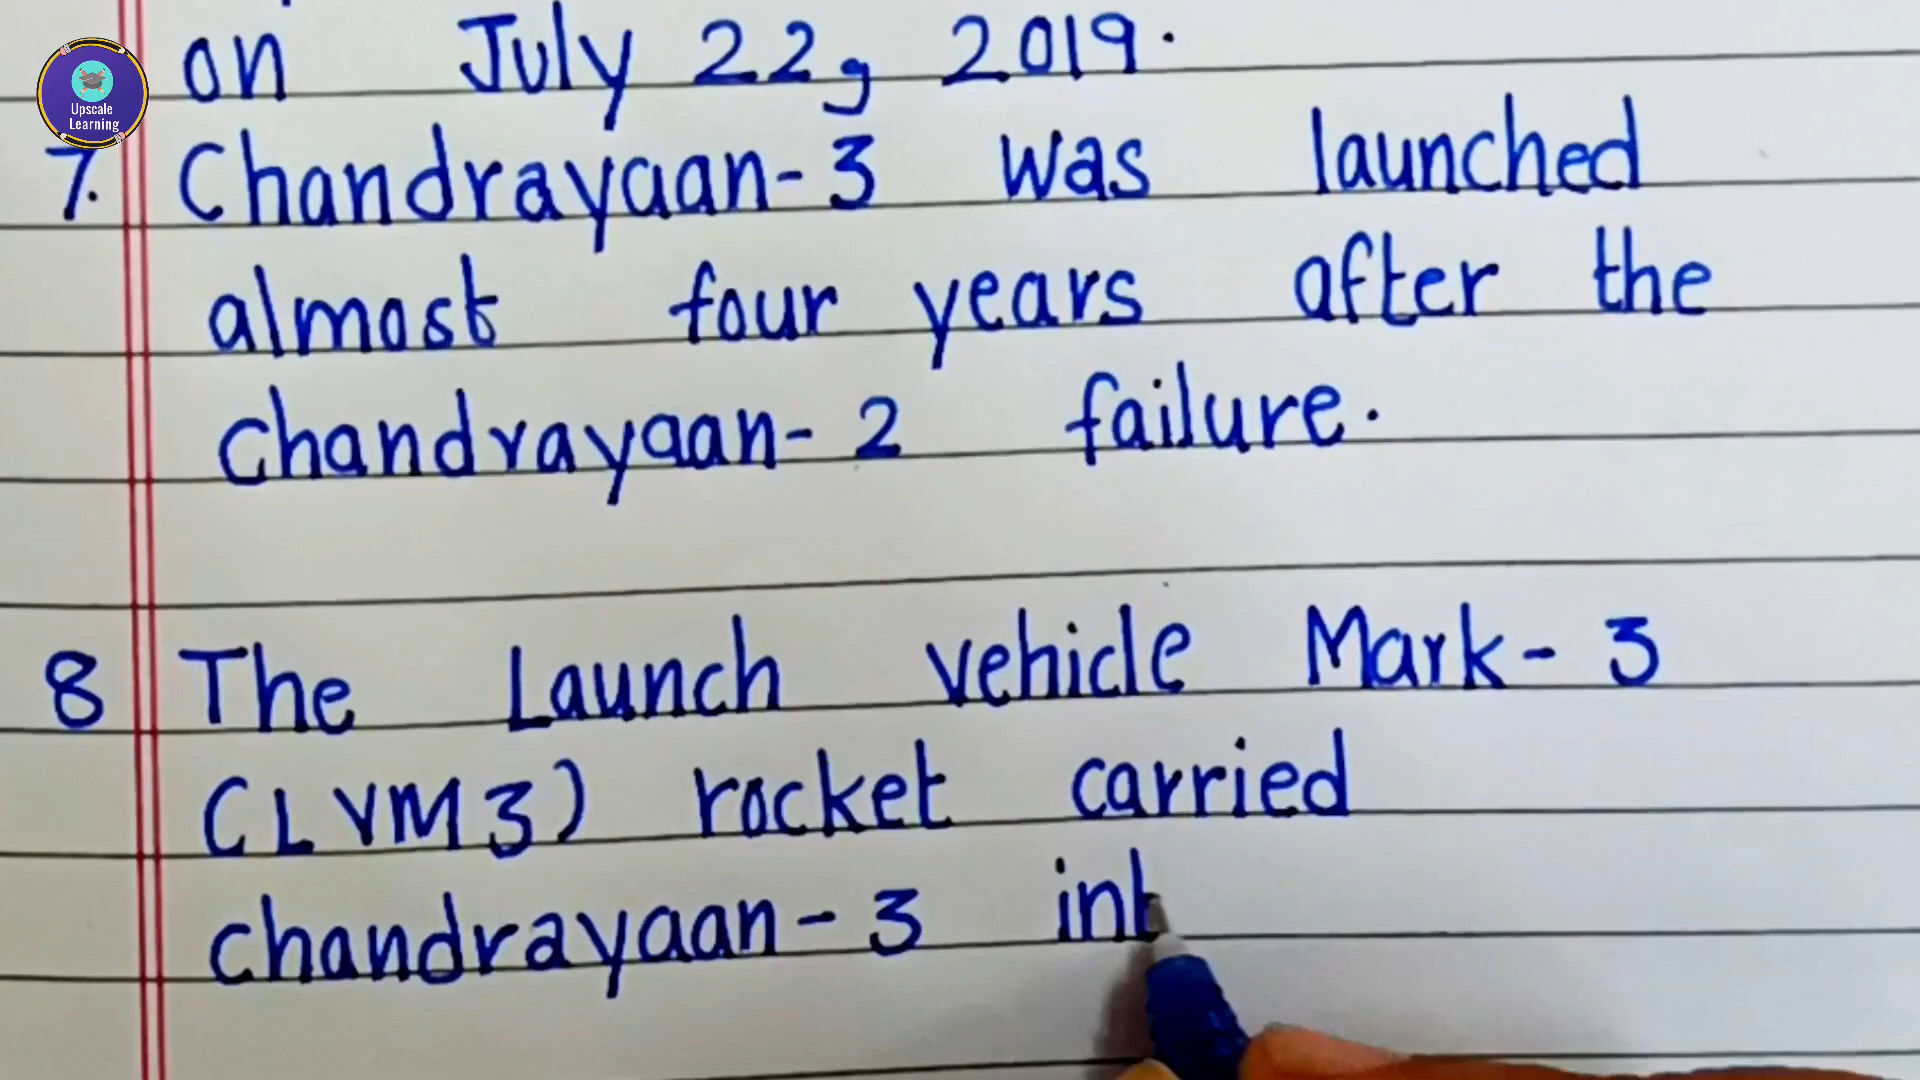 on July 22, 2019.
Upscale
Learning
7. Chandrayaan-3 was launched
almost four years after the
Chandrayaan-2 failure.
8 The Launch vehicle Mark-3
(LVM3) rocket carried
chandrayaan-3 int